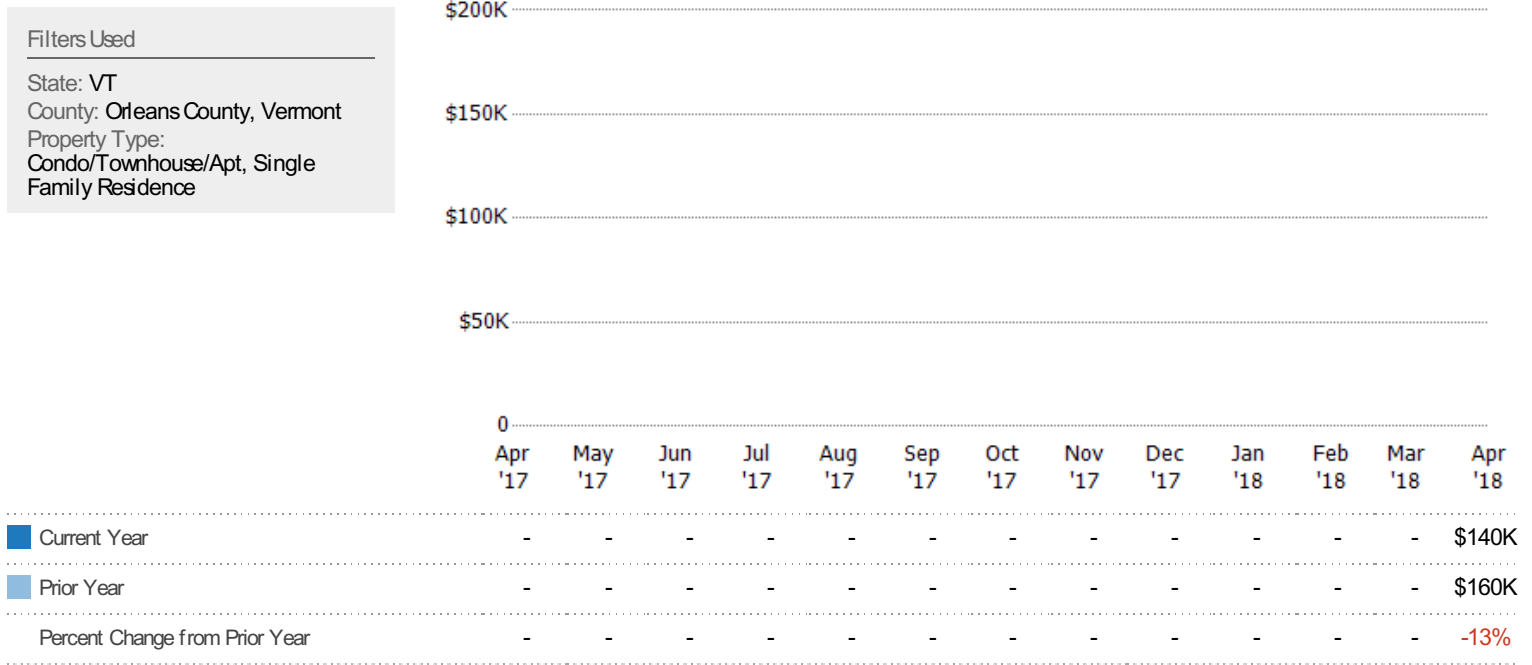 Filters Used
State: VT
County: Orleans County, Vermont
Property Type:
Condo/Townhouse/Apt, Single
Family Residence
$200K
$150K
$100K
$50K
0
Apr May Jun Jul Aug Sep Oct Nov Dec Jan Feb Mar Apr
'17 '17 '17 '17 '17 '17 '17 '17 '17 '18 '18 '18 '18
Current Year - - - - - - - - - - - - $140K
Prior Year - - - - - - - - - - - - $160K
Percent Change from Prior Year - - - - - - - - - - - - -13%